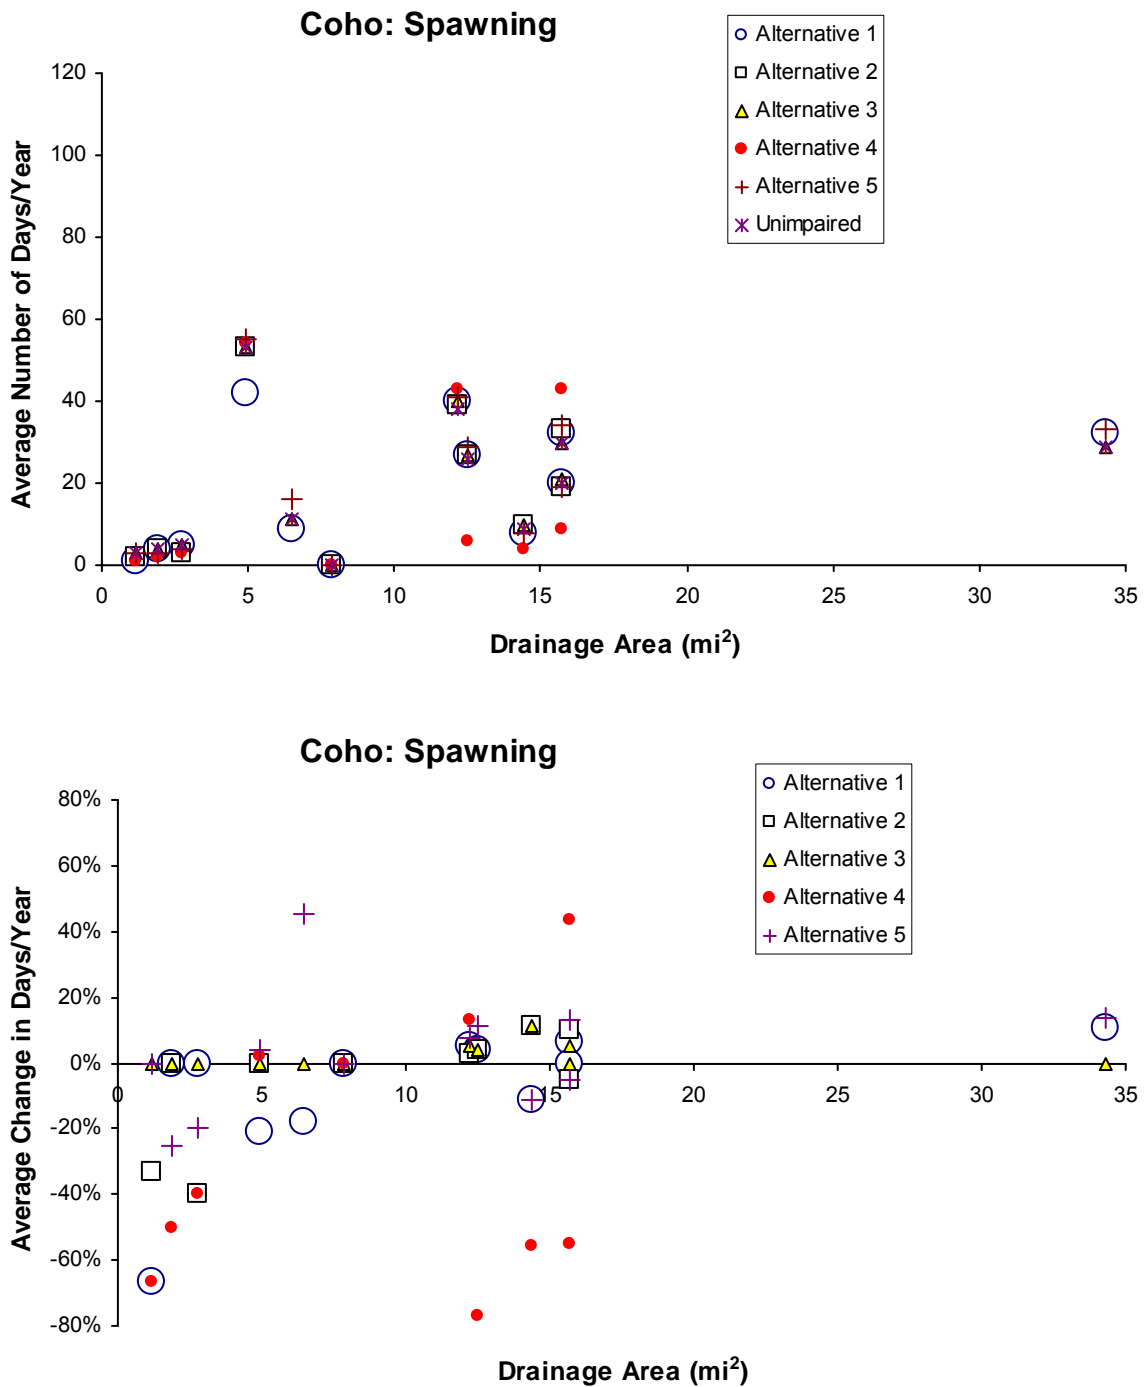 Coho: Spawning
Alternative 1
Alternative 2
Alternative 3
Alternative 4
Alternative 5
Unimpaired
120
100
80
60
40
20
0
Average Number of Days/Year
0 5 10 15 20 25 30 35
Drainage Area (mi²)
Coho: Spawning
Alternative 1
Alternative 2
Alternative 3
Alternative 4
Alternative 5
80%
60%
40%
20%
0%
-20%
-40%
-60%
-80%
Average Change in Days/Year
0 5 10 15 20 25 30 35
Drainage Area (mi²)